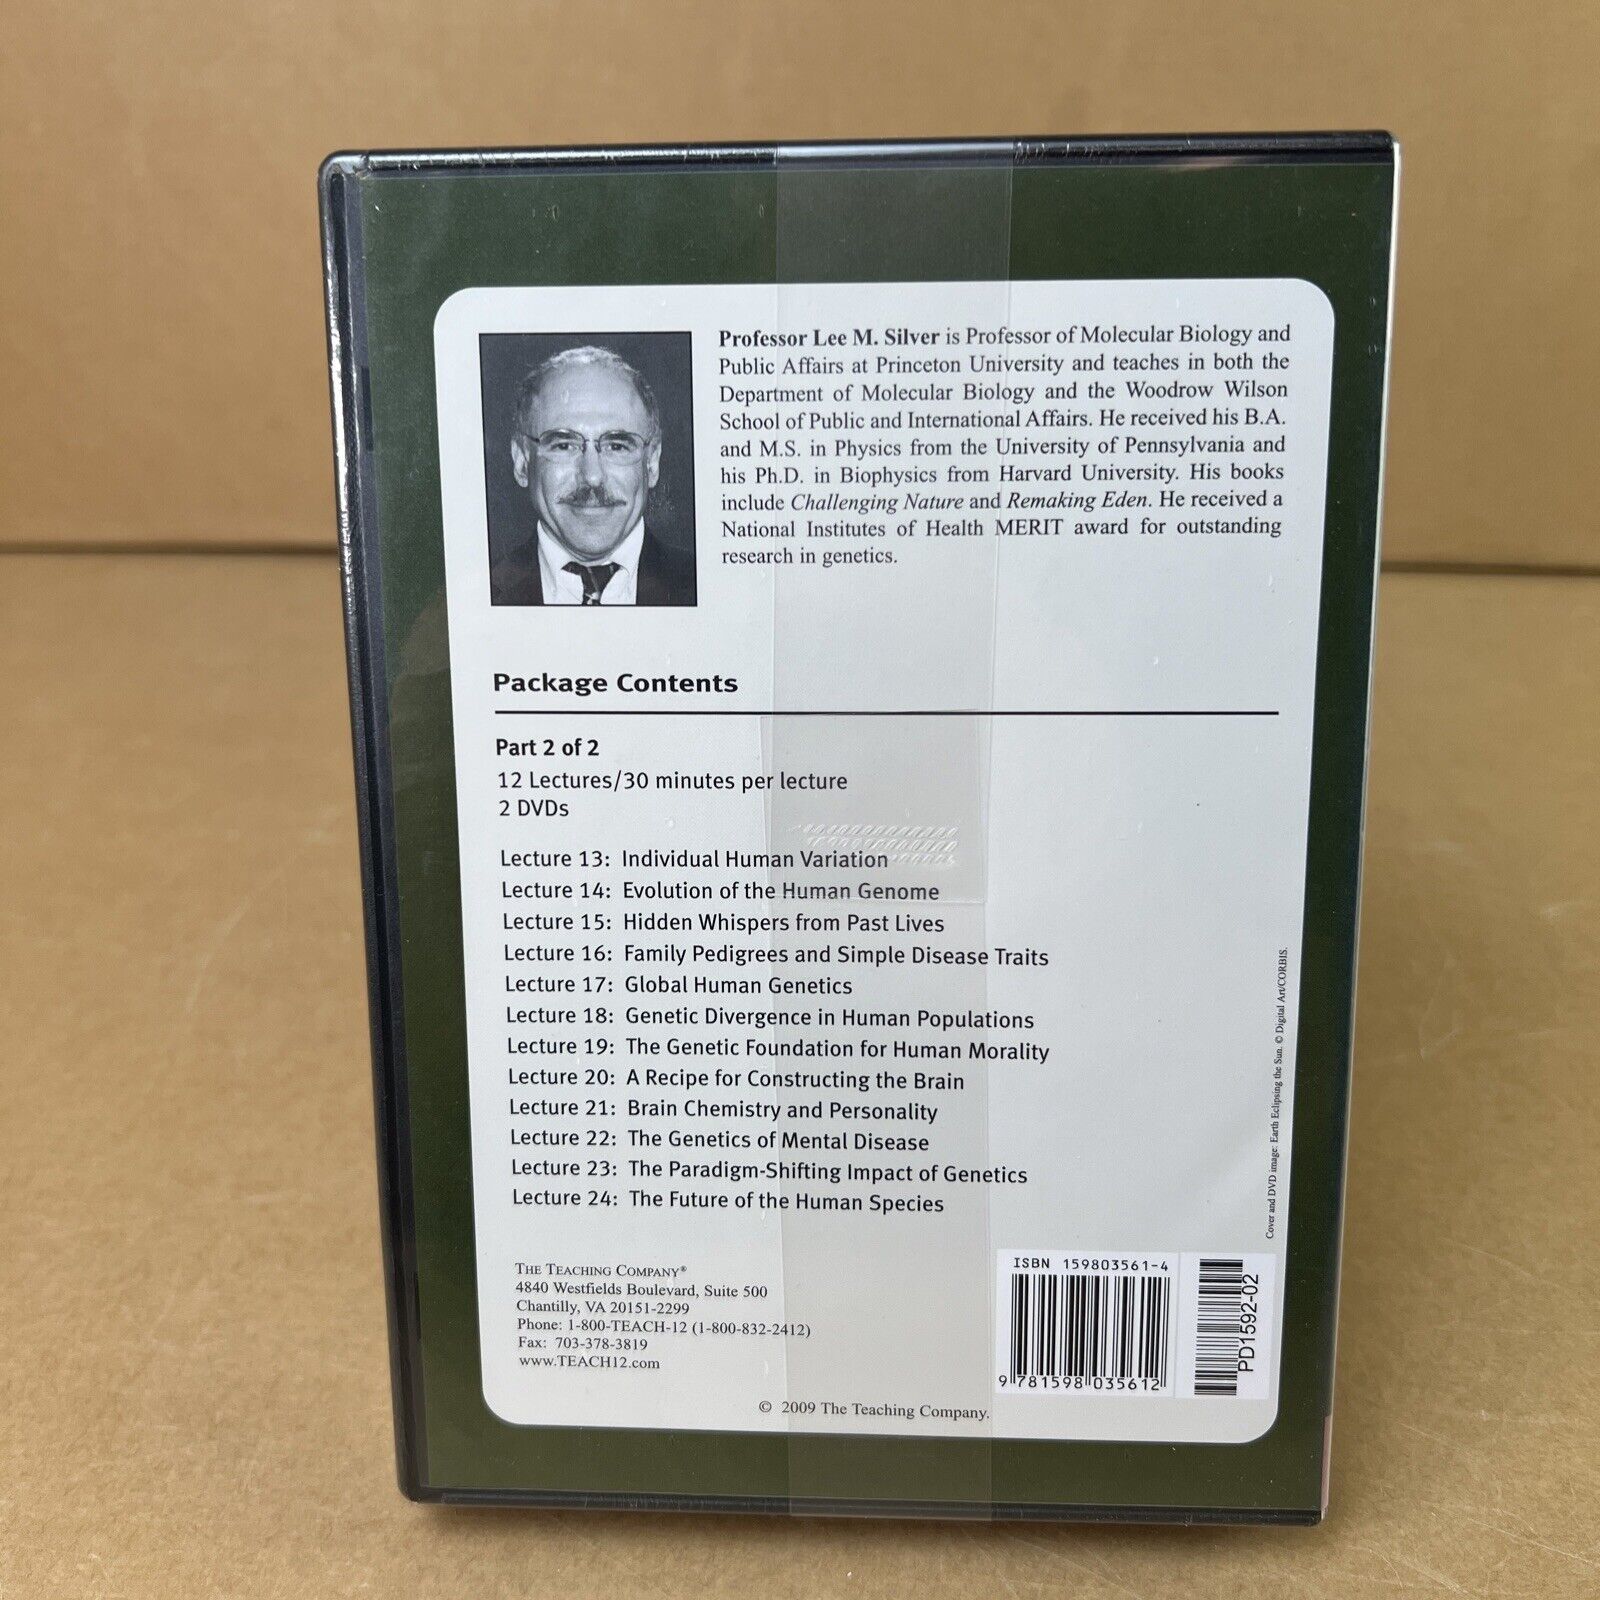 Professor Lee M. Silver is Professor of Molecular Biology and
Public Affairs at Princeton University and teaches in both the
Department of Molecular Biology and the Woodrow Wilson
School of Public and International Affairs. He received his B.A.
and M.S. in Physics from the University of Pennsylvania and
his Ph.D. in Biophysics from Harvard University. His books
include Challenging Nature and Remaking Eden. He received a
National Institutes of Health MERIT award for outstanding
research in genetics.
Package Contents
Part 2 of 2
12 Lectures/30 minutes per lecture
2 DVDs
Lecture 13: Individual Human Variation
Lecture 14: Evolution of the Human Genome
Lecture 15: Hidden Whispers from Past Lives
Lecture 16: Family Pedigrees and Simple Disease Traits
Lecture 17: Global Human Genetics
Lecture 18: Genetic Divergence in Human Populations
Lecture 19: The Genetic Foundation for Human Morality
Lecture 20: A Recipe for Constructing the Brain
Lecture 21: Brain Chemistry and Personality
Lecture 22: The Genetics of Mental Disease
Lecture 23: The Paradigm-Shifting Impact of Genetics
Lecture 24: The Future of the Human Species
Cover and DVD image: Earth Eclipsing the Sun. © Digital Art/CORBIS.
THE TEACHING COMPANY®
4840 Westfields Boulevard, Suite 500
Chantilly, VA 20151-2299
Phone: 1-800-TEACH-12 (1-800-832-2412)
Fax: 703-378-3819
www.TEACH12.com
ISBN 159803561-4
9 781598 035612
PD1592-02
© 2009 The Teaching Company.